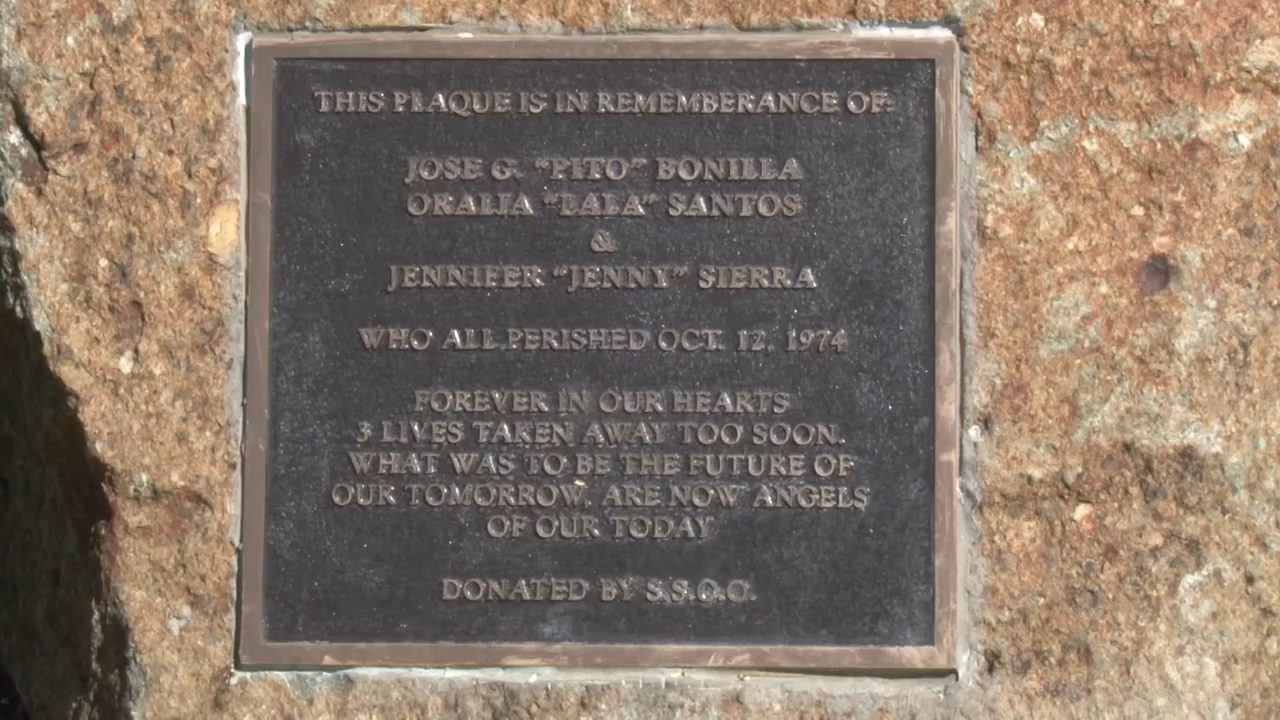 THIS PLAQUE IS IN REMEMBERANCE OF:
JOSE G. "PITO" BONILLA
ORALIA "LALA" SANTOS
&
JENNIFER "JENNY" SIERRA
WHO ALL PERISHED OCT. 12, 1974
FOREVER IN OUR HEARTS
3 LIVES TAKEN AWAY TOO SOON.
WHAT WAS TO BE THE FUTURE OF
OUR TOMORROW, ARE NOW ANGELS
OF OUR TODAY
DONATED BY S.S.O.O.